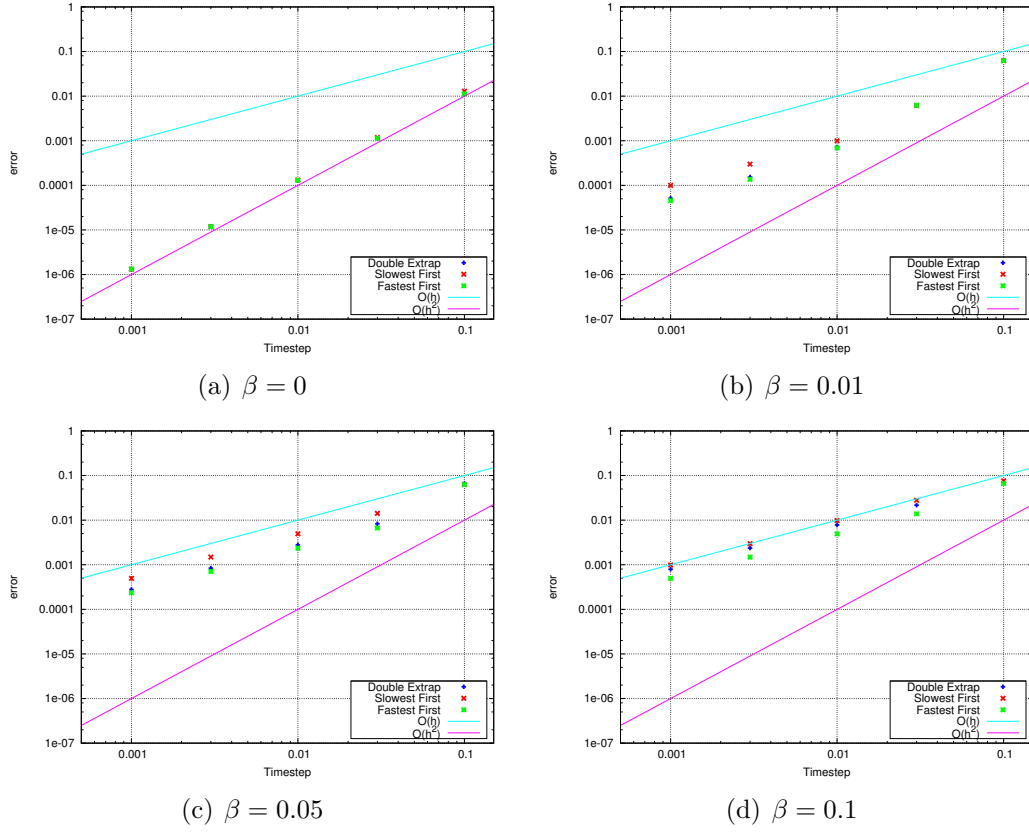 1
0.1
0.01
0.001
0.0001
1e-05
1e-06
1e-07
error
0.001
0.01
0.1
Timestep
Double Extrap
Slowest First
Fastest First
O(h)
O(h²)
(a) β = 0
1
0.1
0.01
0.001
0.0001
1e-05
1e-06
1e-07
error
0.001
0.01
0.1
Timestep
Double Extrap
Slowest First
Fastest First
O(h)
O(h²)
(b) β = 0.01
1
0.1
0.01
0.001
0.0001
1e-05
1e-06
1e-07
error
0.001
0.01
0.1
Timestep
Double Extrap
Slowest First
Fastest First
O(h)
O(h²)
(c) β = 0.05
1
0.1
0.01
0.001
0.0001
1e-05
1e-06
1e-07
error
0.001
0.01
0.1
Timestep
Double Extrap
Slowest First
Fastest First
O(h)
O(h²)
(d) β = 0.1